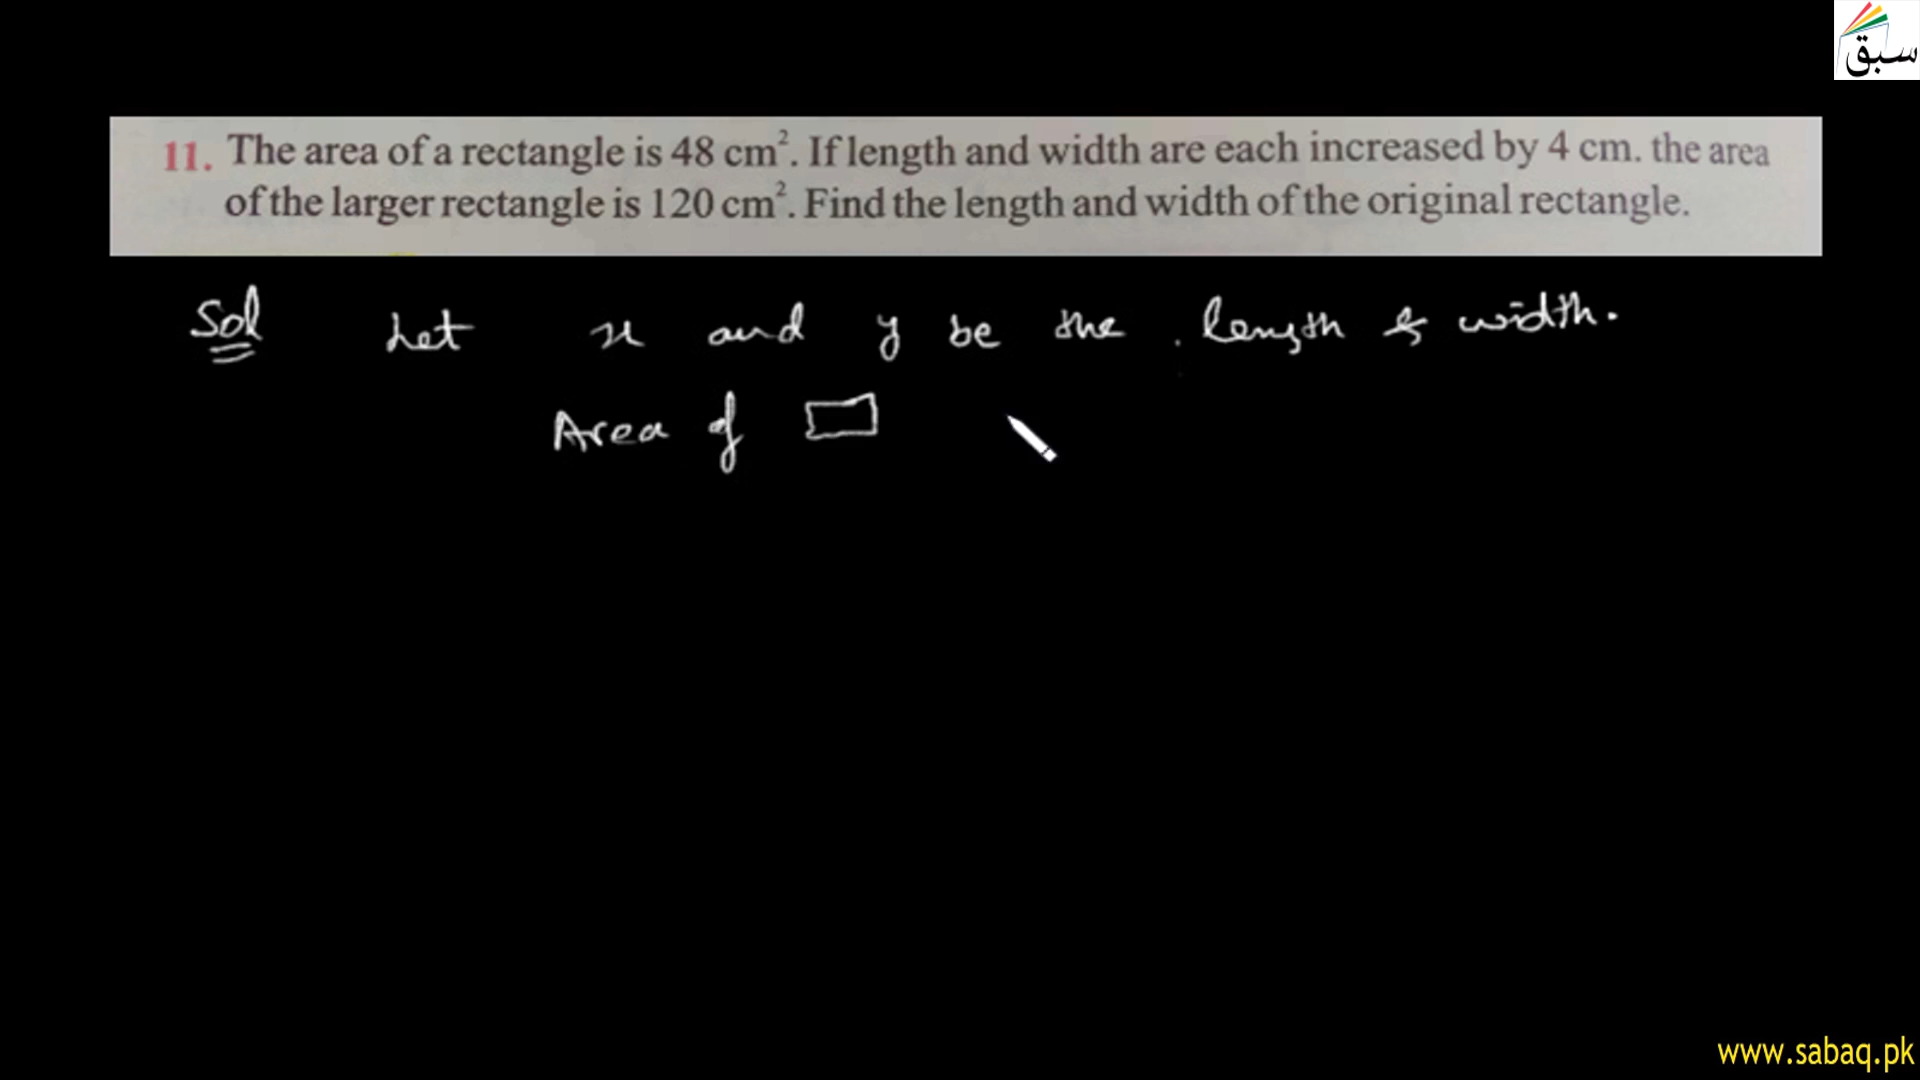 سبق
11. The area of a rectangle is 48 cm². If length and width are each increased by 4 cm. the area
of the larger rectangle is 120 cm². Find the length and width of the original rectangle.
Sol Let x and y be the length & width.
Area of
www.sabaq.pk